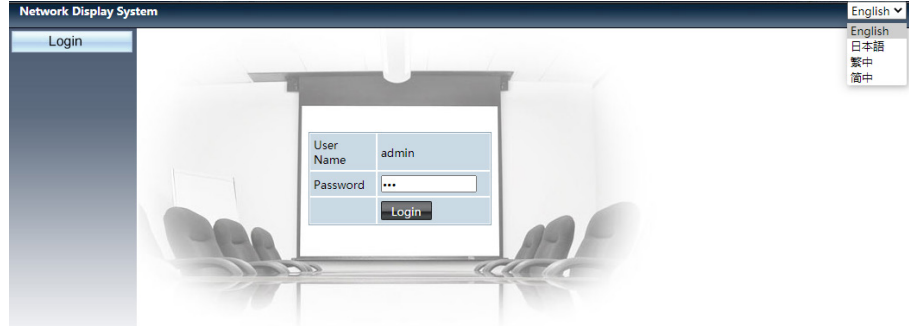 Network Display System
English
English
日本語
繁中
简中
Login
User
Name
admin
Password
•••
Login